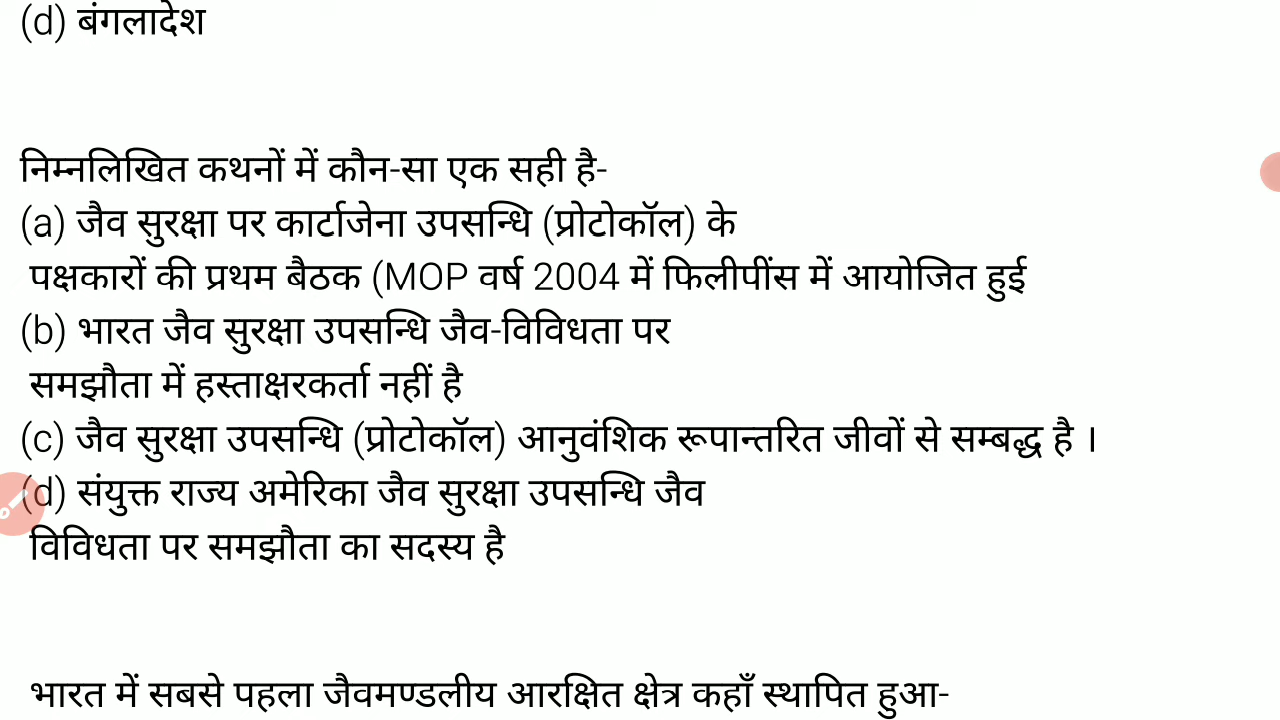 (d) बंगलादेश
निम्नलिखित कथनों में कौन-सा एक सही है-
(a) जैव सुरक्षा पर कार्टाजेना उपसन्धि (प्रोटोकॉल) के
पक्षकारों की प्रथम बैठक (MOP वर्ष 2004 में फिलीपींस में आयोजित हुई
(b) भारत जैव सुरक्षा उपसन्धि जैव-विविधता पर
समझौता में हस्ताक्षरकर्ता नहीं है
(c) जैव सुरक्षा उपसन्धि (प्रोटोकॉल) आनुवंशिक रूपान्तरित जीवों से सम्बद्ध है ।
(d) संयुक्त राज्य अमेरिका जैव सुरक्षा उपसन्धि जैव
विविधता पर समझौता का सदस्य है
भारत में सबसे पहला जैवमण्डलीय आरक्षित क्षेत्र कहाँ स्थापित हुआ-